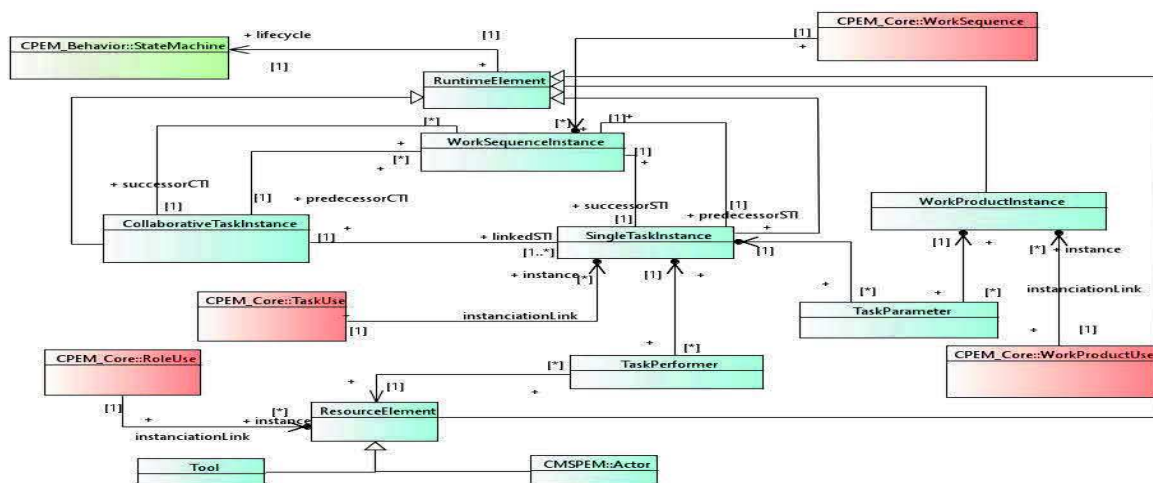 CPEM_Core::WorkSequence
+ lifecycle
[1]
[1]
+
CPEM_Behavior::StateMachine
[1]
+
RuntimeElement
[*]
[*]
+
[1]
+
+
WorkSequenceInstance
[*]
+
[1]
+
+ successorCTI
[1]
+ predecessorCTI
[1]
WorkProductInstance
+ successorSTI
[1]
CollaborativeTaskInstance
[1]
+ predecessorSTI
+
+ linkedSTI
SingleTaskInstance
+
[1]
[1..*]
[1]
[1]
+
[*]
+ instance
+ instance
[*]
[1]
+
CPEM_Core::TaskUse
+
[*]
+
[*]
instanciationLink
+
instanciationLink
[1]
TaskParameter
+
[1]
CPEM_Core::RoleUse
+
[*]
CPEM_Core::WorkProductUse
[*]
TaskPerformer
+
[1]
+
[1]
[*]
ResourceElement
+
+ instance
instanciationLink
Tool
CMSPEM::Actor